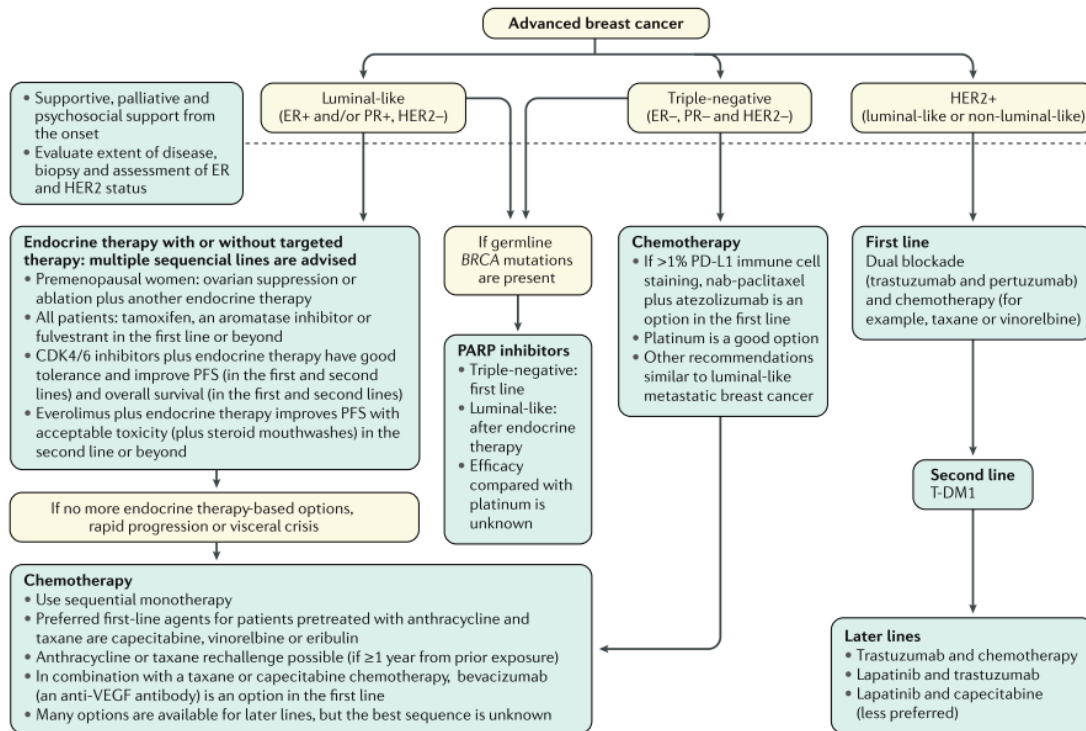 Advanced breast cancer
• Supportive, palliative and
psychosocial support from
the onset
• Evaluate extent of disease,
biopsy and assessment of ER
and HER2 status
Luminal-like
(ER+ and/or PR+, HER2–)
Triple-negative
(ER–, PR– and HER2–)
HER2+
(luminal-like or non-luminal-like)
Endocrine therapy with or without targeted
therapy: multiple sequencial lines are advised
• Premenopausal women: ovarian suppression or
ablation plus another endocrine therapy
• All patients: tamoxifen, an aromatase inhibitor or
fulvestrant in the first line or beyond
• CDK4/6 inhibitors plus endocrine therapy have good
tolerance and improve PFS (in the first and second
lines) and overall survival (in the first and second lines)
• Everolimus plus endocrine therapy improves PFS with
acceptable toxicity (plus steroid mouthwashes) in the
second line or beyond
If germline
BRCA mutations
are present
Chemotherapy
• If >1% PD-L1 immune cell
staining, nab-paclitaxel
plus atezolizumab is an
option in the first line
• Platinum is a good option
• Other recommendations
similar to luminal-like
metastatic breast cancer
First line
Dual blockade
(trastuzumab and pertuzumab)
and chemotherapy (for
example, taxane or vinorelbine)
PARP inhibitors
• Triple-negative:
first line
• Luminal-like:
after endocrine
therapy
• Efficacy
compared with
platinum is
unknown
Second line
T-DM1
If no more endocrine therapy-based options,
rapid progression or visceral crisis
Chemotherapy
• Use sequential monotherapy
• Preferred first-line agents for patients pretreated with anthracycline and
taxane are capecitabine, vinorelbine or eribulin
• Anthracycline or taxane rechallenge possible (if ≥1 year from prior exposure)
• In combination with a taxane or capecitabine chemotherapy, bevacizumab
(an anti-VEGF antibody) is an option in the first line
• Many options are available for later lines, but the best sequence is unknown
Later lines
• Trastuzumab and chemotherapy
• Lapatinib and trastuzumab
• Lapatinib and capecitabine
(less preferred)